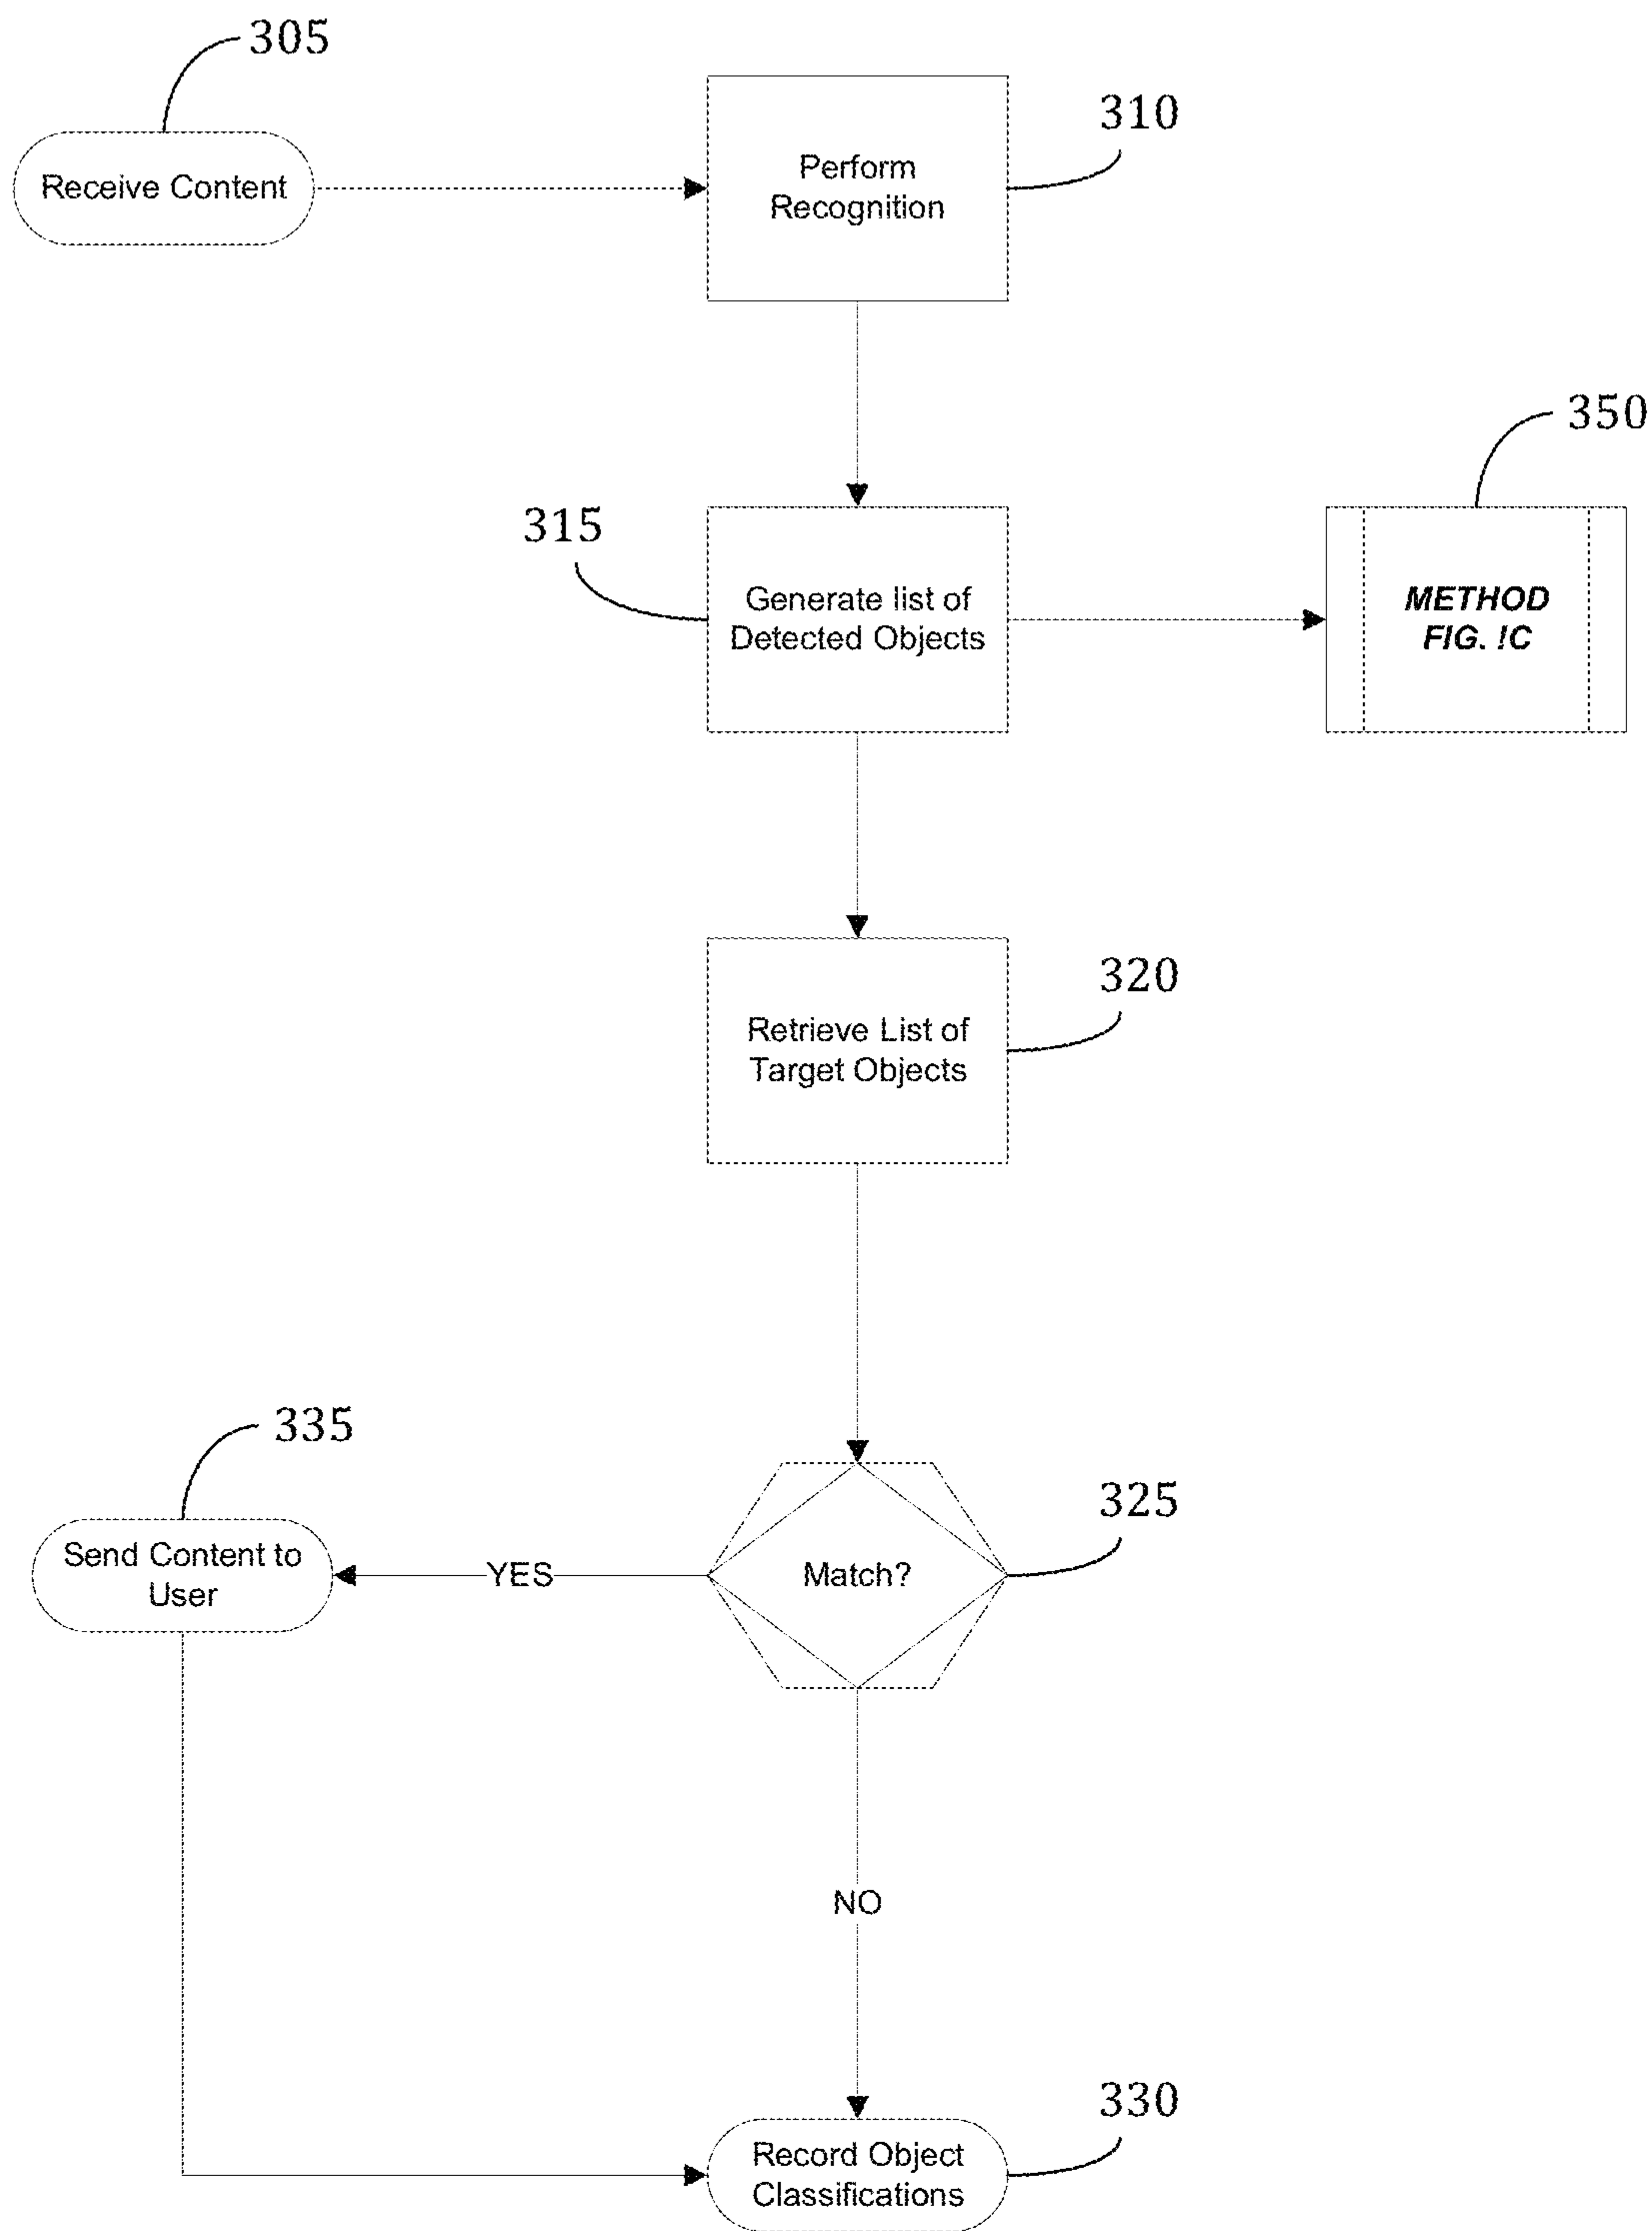 305
Receive Content
310
Perform
Recognition
350
315
Generate list of
Detected Objects
METHOD
FIG. !C
320
Retrieve List of
Target Objects
335
Send Content to
User
YES
325
Match?
NO
330
Record Object
Classifications